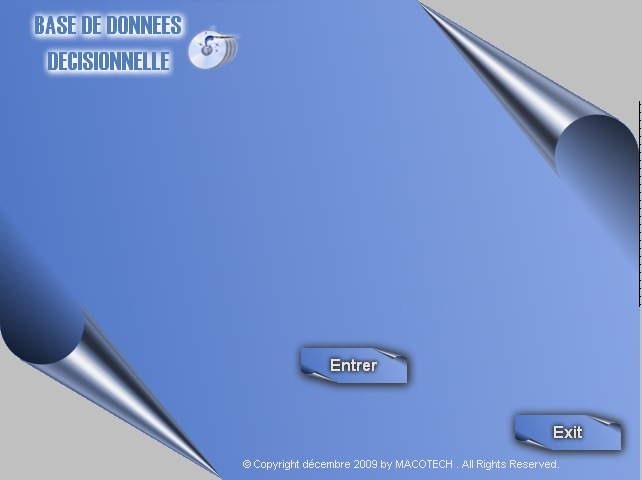 BASE DE DONNEES
DECISIONNELLE
Entrer
Exit
© Copyright décembre 2009 by MACOTECH . All Rights Reserved.